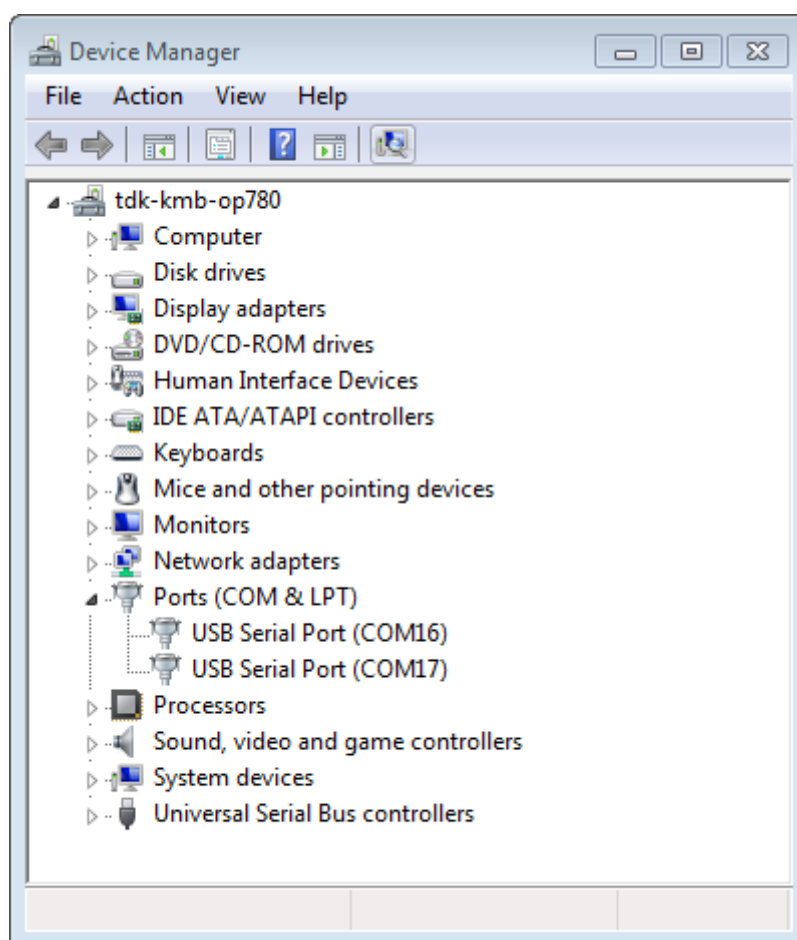 Device Manager
File Action View Help
tdk-kmb-op780
Computer
Disk drives
Display adapters
DVD/CD-ROM drives
Human Interface Devices
IDE ATA/ATAPI controllers
Keyboards
Mice and other pointing devices
Monitors
Network adapters
Ports (COM & LPT)
USB Serial Port (COM16)
USB Serial Port (COM17)
Processors
Sound, video and game controllers
System devices
Universal Serial Bus controllers